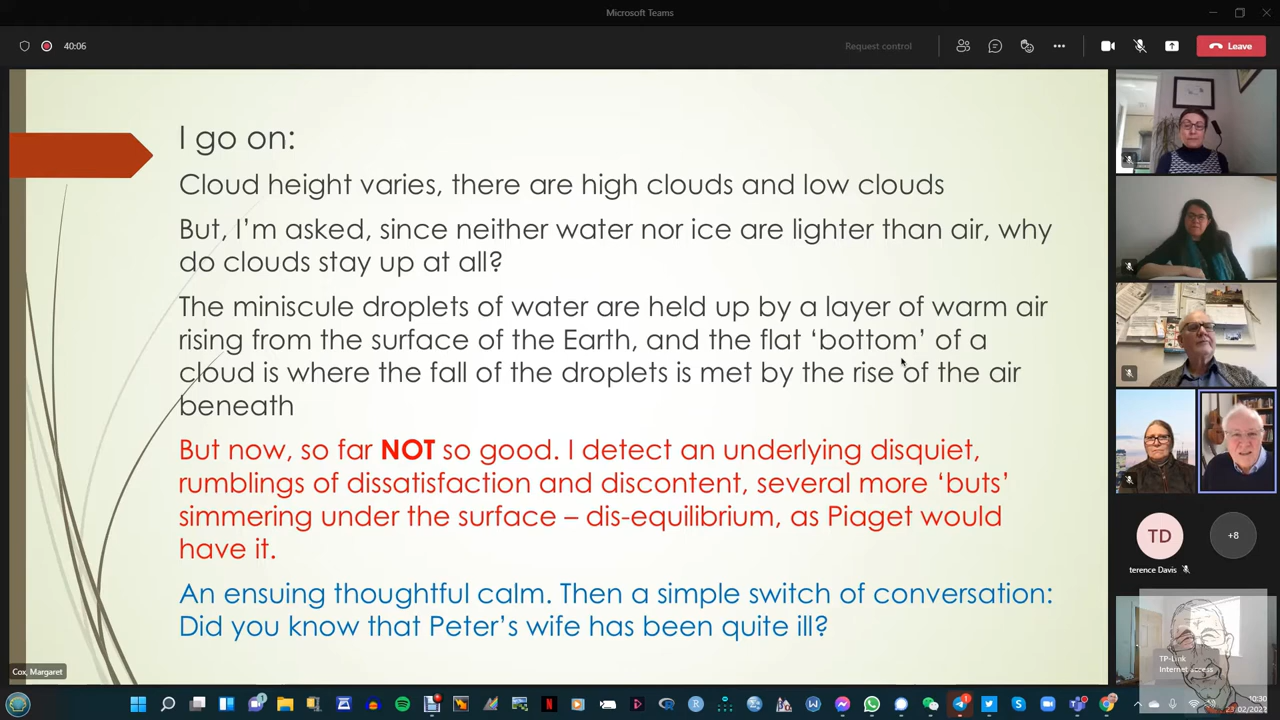 Microsoft Teams
40:06
Request control
Leave
I go on:
Cloud height varies, there are high clouds and low clouds
But, I'm asked, since neither water nor ice are lighter than air, why
do clouds stay up at all?
The miniscule droplets of water are held up by a layer of warm air
rising from the surface of the Earth, and the flat 'bottom' of a
cloud is where the fall of the droplets is met by the rise of the air
beneath
But now, so far NOT so good. I detect an underlying disquiet,
rumblings of dissatisfaction and discontent, several more 'buts'
simmering under the surface – dis-equilibrium, as Piaget would
have it.
An ensuing thoughtful calm. Then a simple switch of conversation:
Did you know that Peter's wife has been quite ill?
Cox, Margaret
TD
+8
terence Davis
TP-Link
Internet access
10:30